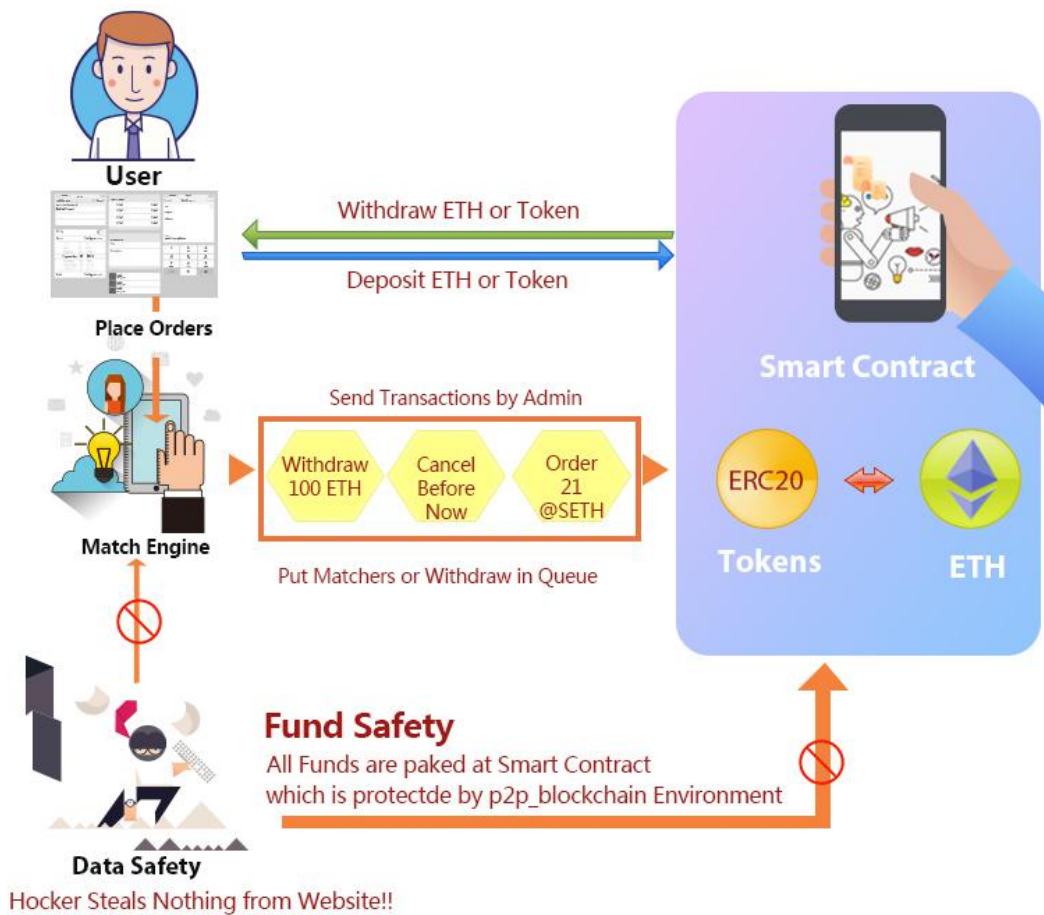 User
Withdraw ETH or Token
Deposit ETH or Token
Place Orders
Smart Contract
Send Transactions by Admin
Withdraw
100 ETH
Cancel
Before
Now
Order
21
@SETH
ERC20
Tokens
ETH
Match Engine
Put Matchers or Withdraw in Queue
Fund Safety
All Funds are paked at Smart Contract
which is protectde by p2p_blockchain Environment
Data Safety
Hocker Steals Nothing from Website!!